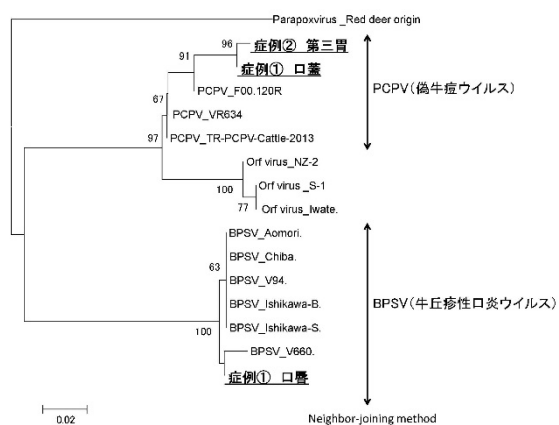 Parapoxvirus _Red deer origin
96
症例② 第三胃
91
症例① 口蓋
PCPV_F00.120R
PCPV(偽牛痘ウイルス)
67
PCPV_VR634
97
PCPV_TR-PCPV-Cattle-2013
Orf virus_NZ-2
100
Orf virus _S-1
77
Orf virus_Iwate.
BPSV_Aomori.
BPSV_Chiba.
63
BPSV_V94.
BPSV_Ishikawa-B.
BPSV(牛丘疹性口炎ウイルス)
BPSV_Ishikawa-S.
100
BPSV_V660.
症例① 口唇
0.02
Neighbor-joining method